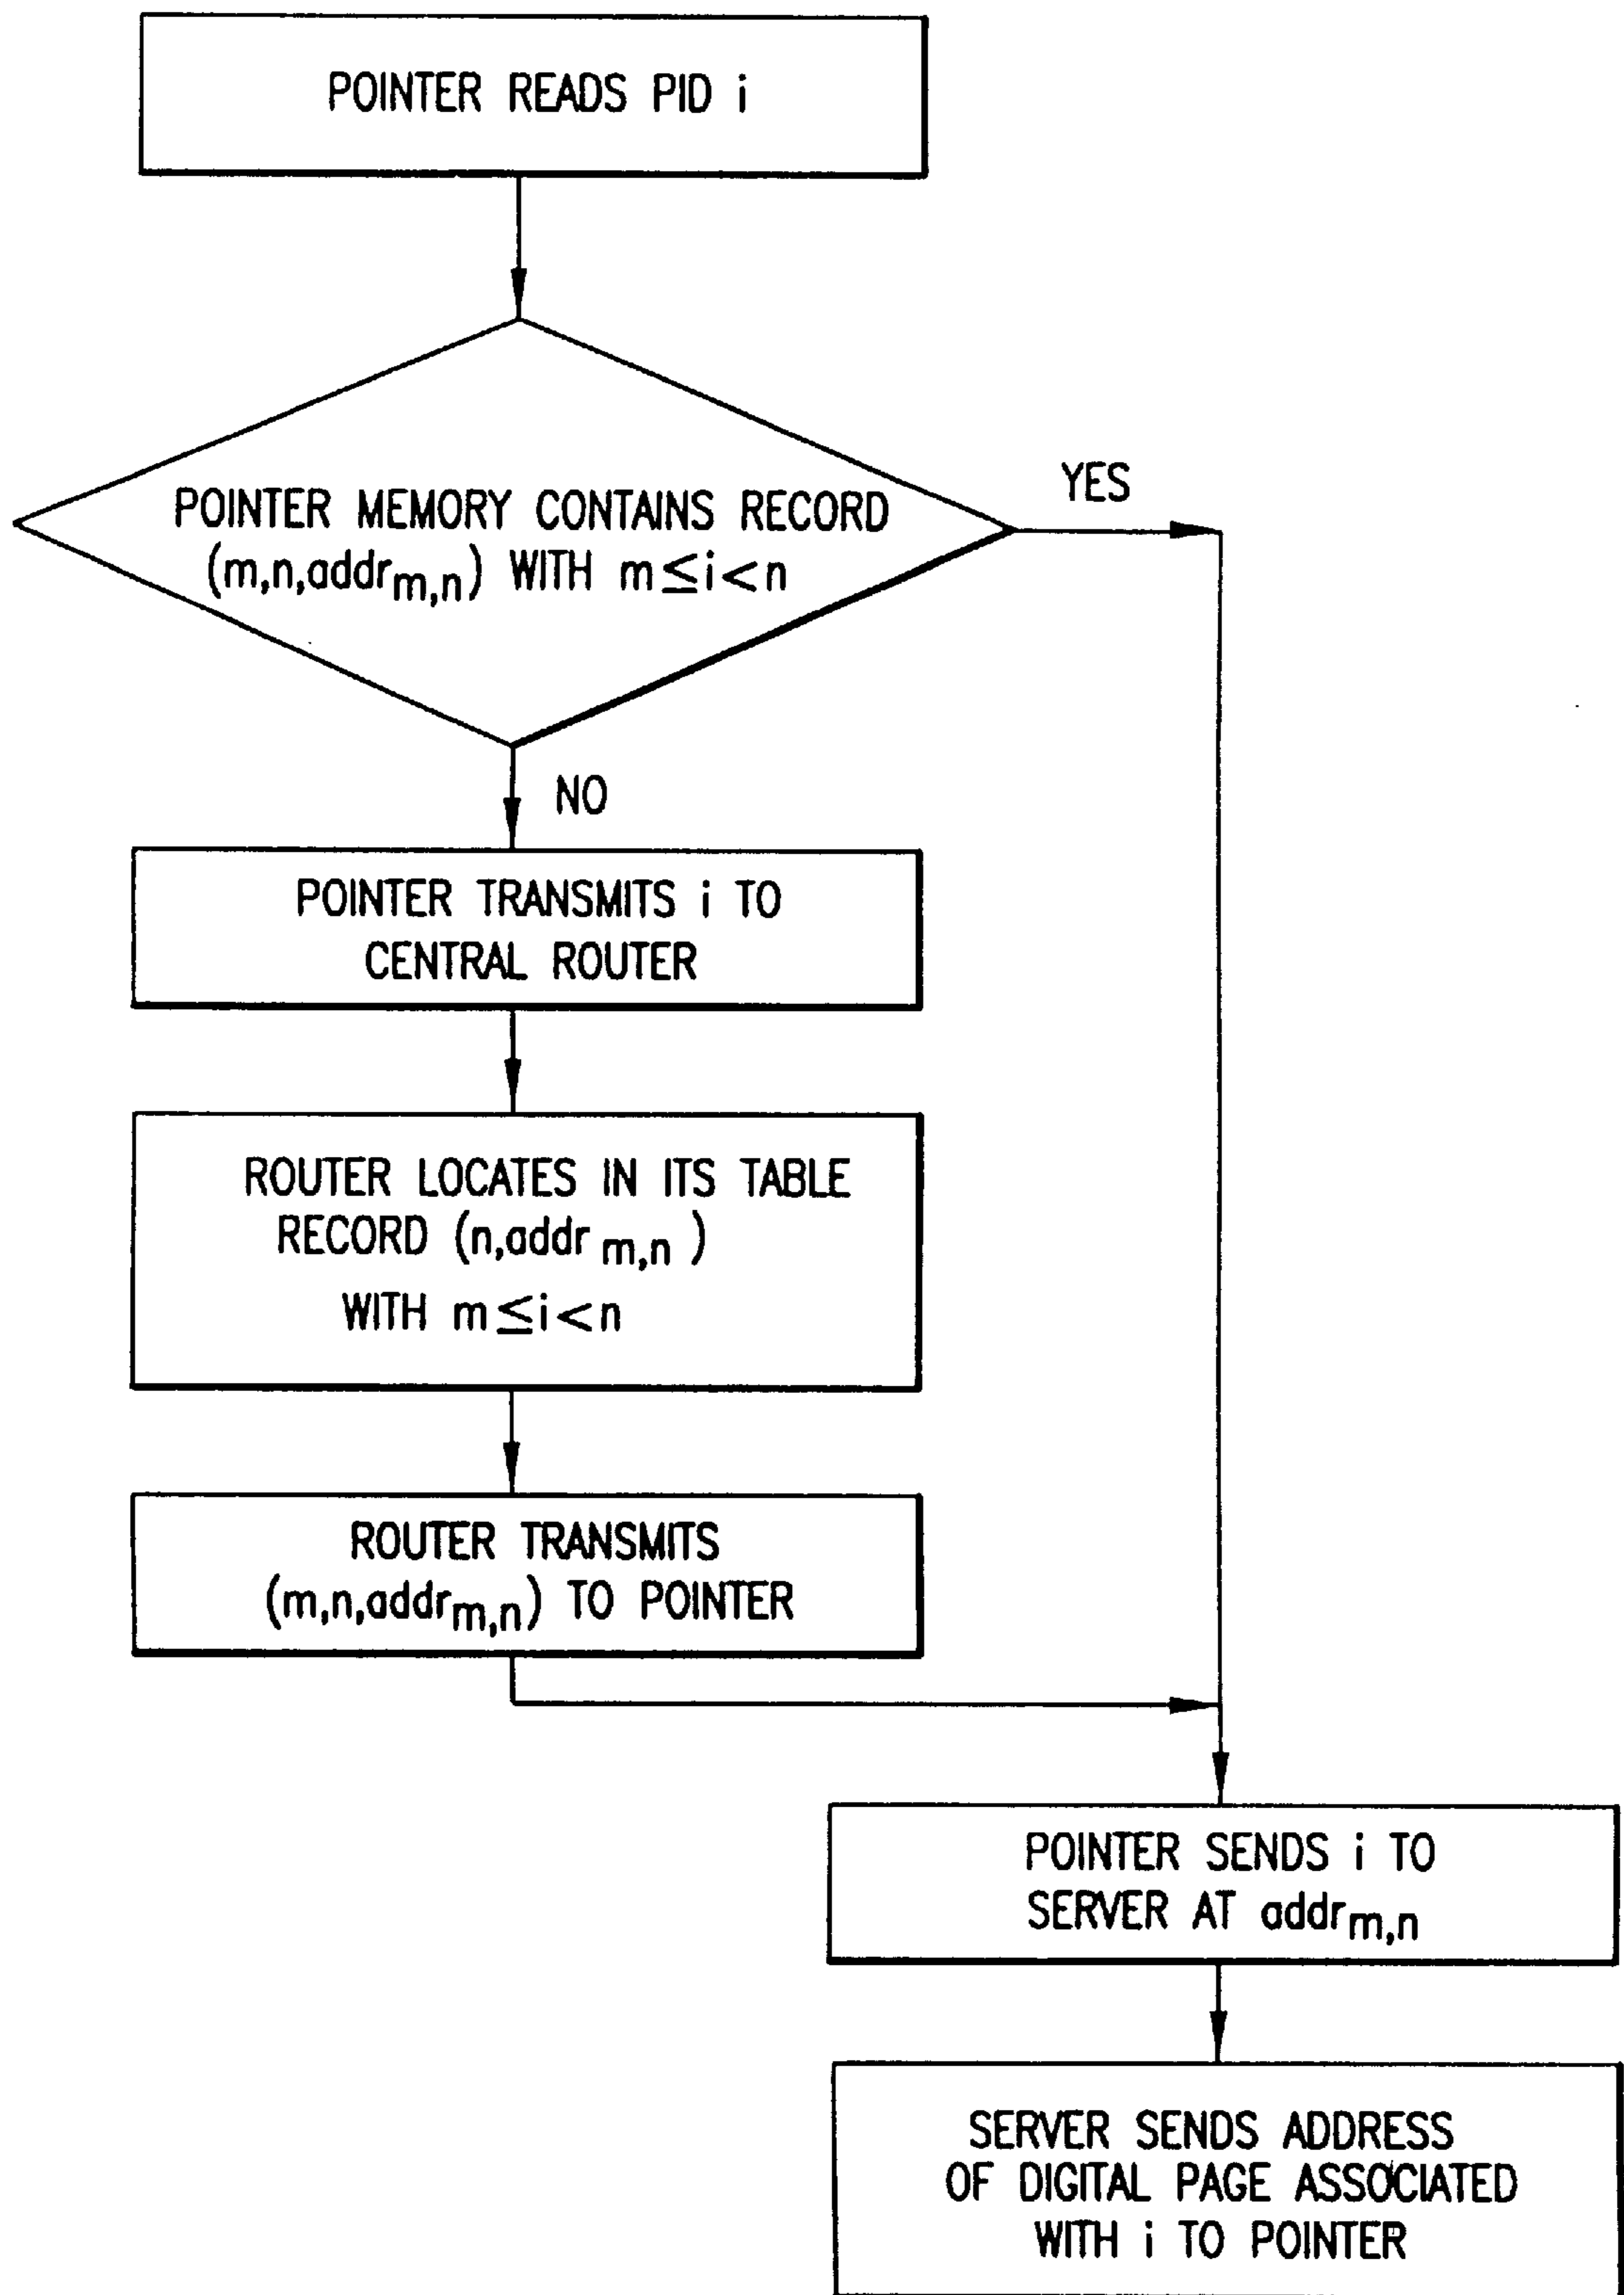 POINTER READS PID i
POINTER MEMORY CONTAINS RECORD
(m,n,addrm,n) WITH m≤i<n
YES
NO
POINTER TRANSMITS i TO
CENTRAL ROUTER
ROUTER LOCATES IN ITS TABLE
RECORD (n,addr m,n )
WITH m≤i<n
ROUTER TRANSMITS
(m,n,addrm,n) TO POINTER
POINTER SENDS i TO
SERVER AT addrm,n
SERVER SENDS ADDRESS
OF DIGITAL PAGE ASSOCIATED
WITH i TO POINTER